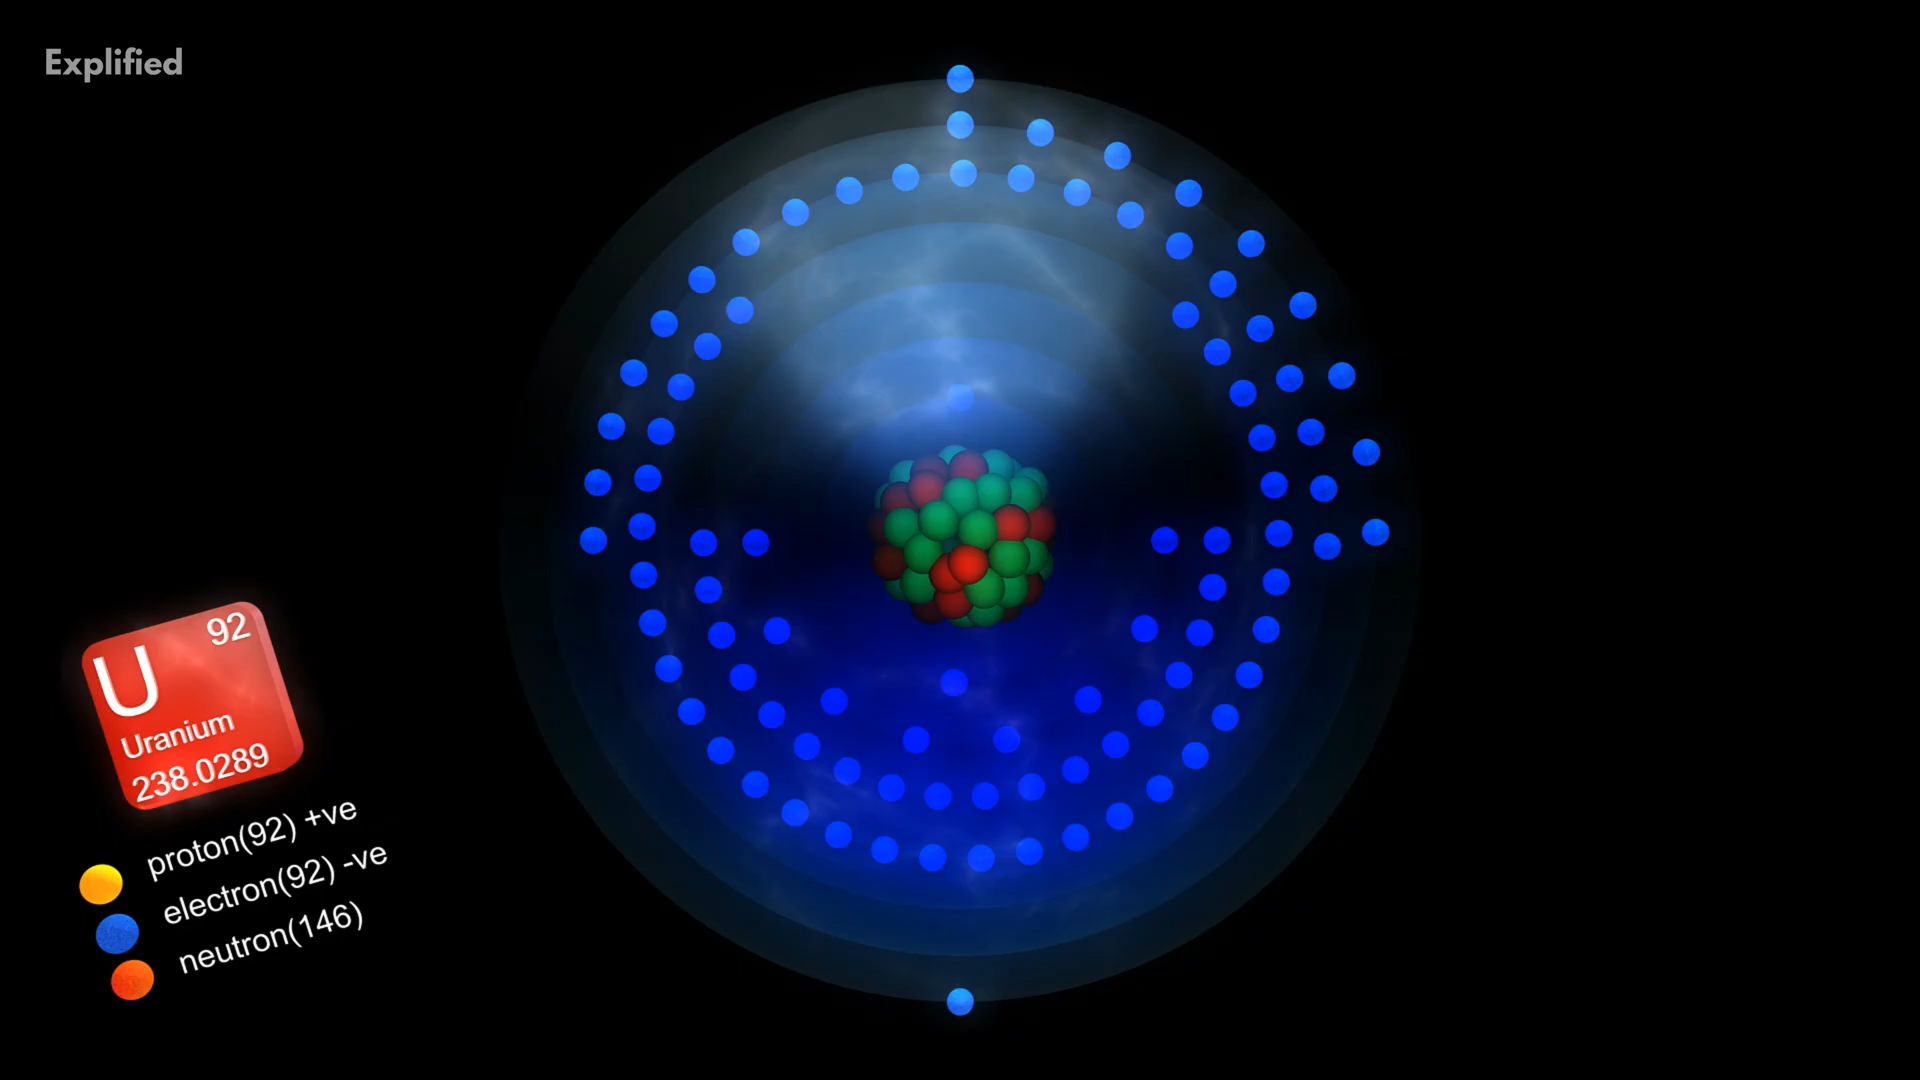 Explified
92
U
Uranium
238.0289
proton(92) +ve
electron(92) -ve
neutron(146)